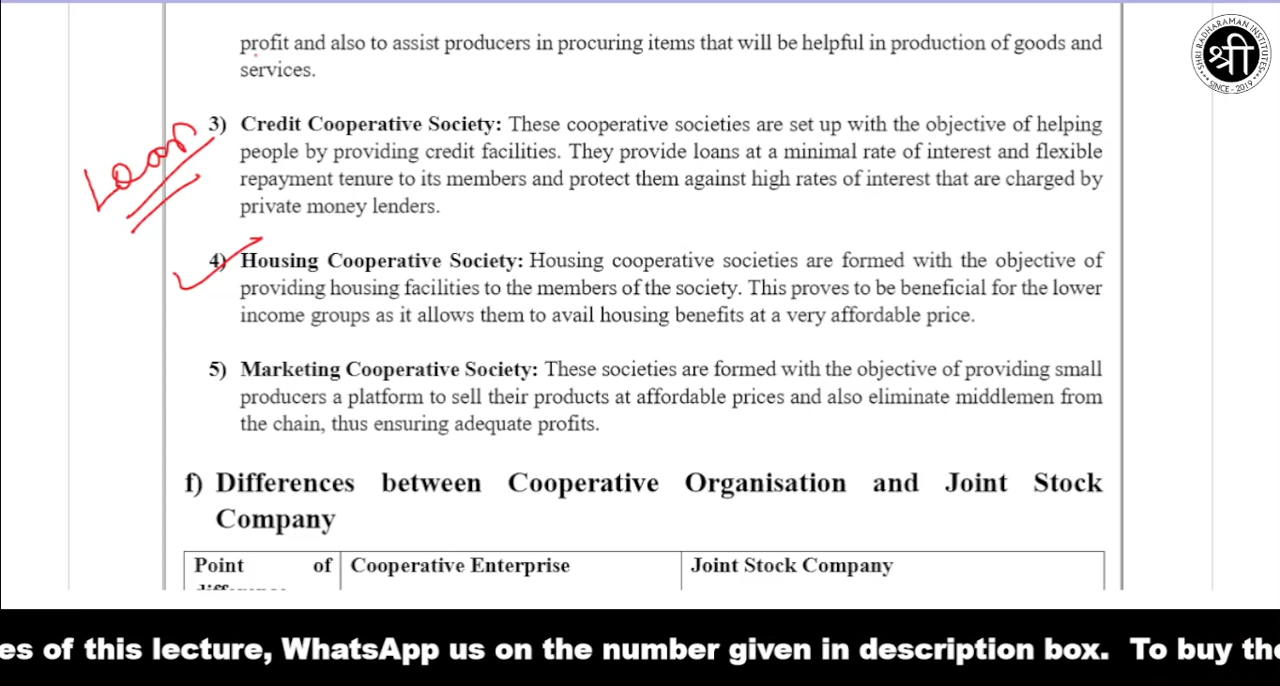 profit and also to assist producers in procuring items that will be helpful in production of goods and
services.
3) Credit Cooperative Society: These cooperative societies are set up with the objective of helping
people by providing credit facilities. They provide loans at a minimal rate of interest and flexible
repayment tenure to its members and protect them against high rates of interest that are charged by
private money lenders.
Loan
4) Housing Cooperative Society: Housing cooperative societies are formed with the objective of
providing housing facilities to the members of the society. This proves to be beneficial for the lower
income groups as it allows them to avail housing benefits at a very affordable price.
5) Marketing Cooperative Society: These societies are formed with the objective of providing small
producers a platform to sell their products at affordable prices and also eliminate middlemen from
the chain, thus ensuring adequate profits.
f) Differences between Cooperative Organisation and Joint Stock
Company
Point of Cooperative Enterprise Joint Stock Company
SHRI RADHARAMAN INSTITUTES
श्री
SINCE - 2019
es of this lecture, WhatsApp us on the number given in description box. To buy the